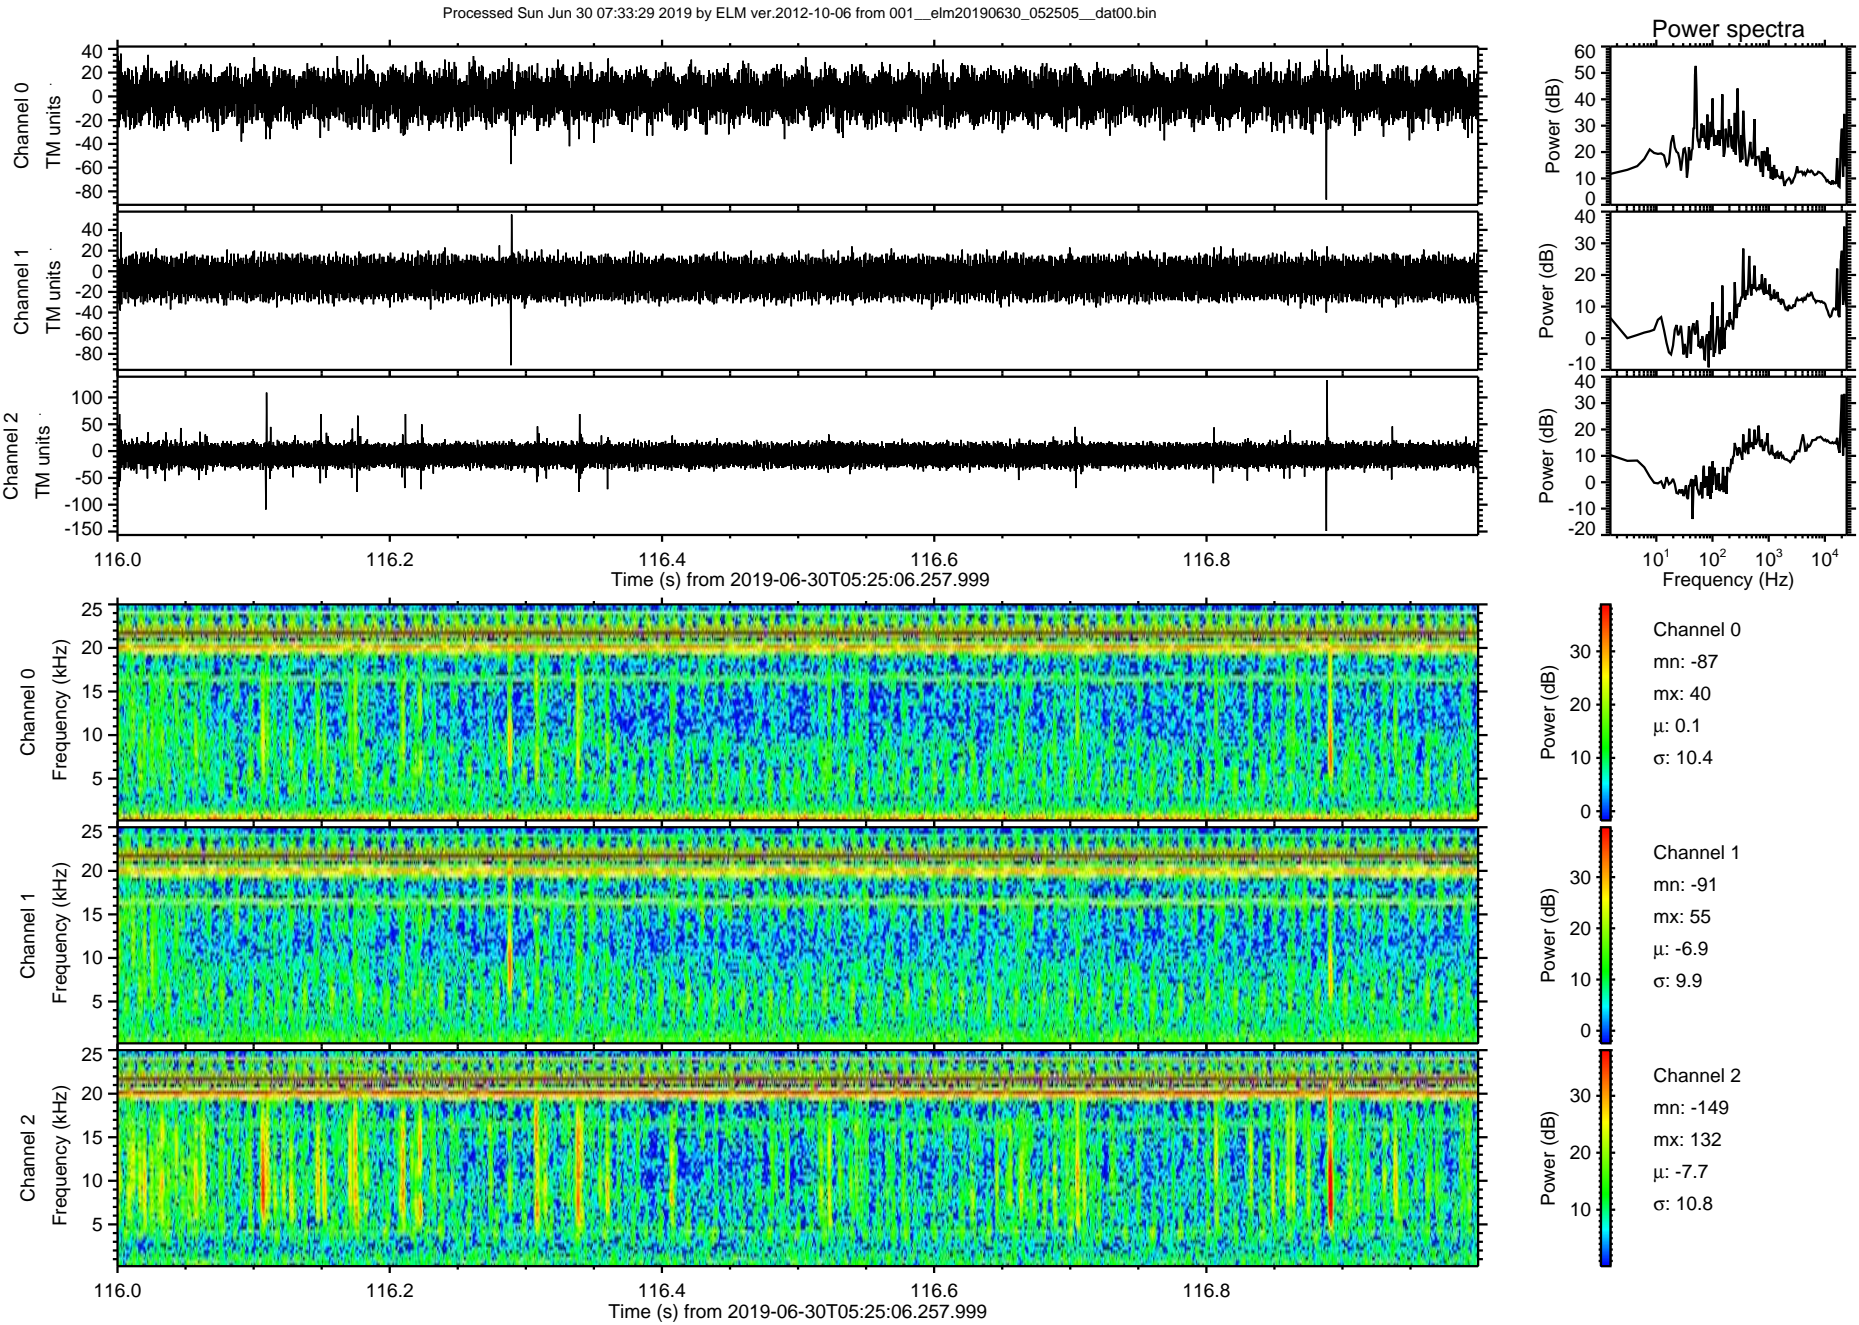 Processed Sun Jun 30 07:33:29 2019 by ELM ver.2012-10-06 from 001__elm20190630_052505__dat00.bin
Power spectra
Channel 0
TM units
40
20
0
-20
-40
-60
-80
Power (dB)
60
50
40
30
20
10
0
Channel 1
TM units
40
20
0
-20
-40
-60
-80
Power (dB)
40
30
20
10
0
-10
Channel 2
TM units
100
50
0
-50
-100
-150
Power (dB)
40
30
20
10
0
-10
-20
116.0 116.2 116.4 116.6 116.8
Time (s) from 2019-06-30T05:25:06.257.999
10¹ 10² 10³ 10⁴
Frequency (Hz)
Channel 0
Frequency (kHz)
25
20
15
10
5
Power (dB)
30
20
10
0
Channel 0
mn: -87
mx: 40
μ: 0.1
σ: 10.4
Channel 1
Frequency (kHz)
25
20
15
10
5
Power (dB)
30
20
10
0
Channel 1
mn: -91
mx: 55
μ: -6.9
σ: 9.9
Channel 2
Frequency (kHz)
25
20
15
10
5
Power (dB)
30
20
10
Channel 2
mn: -149
mx: 132
μ: -7.7
σ: 10.8
116.0 116.2 116.4 116.6 116.8
Time (s) from 2019-06-30T05:25:06.257.999